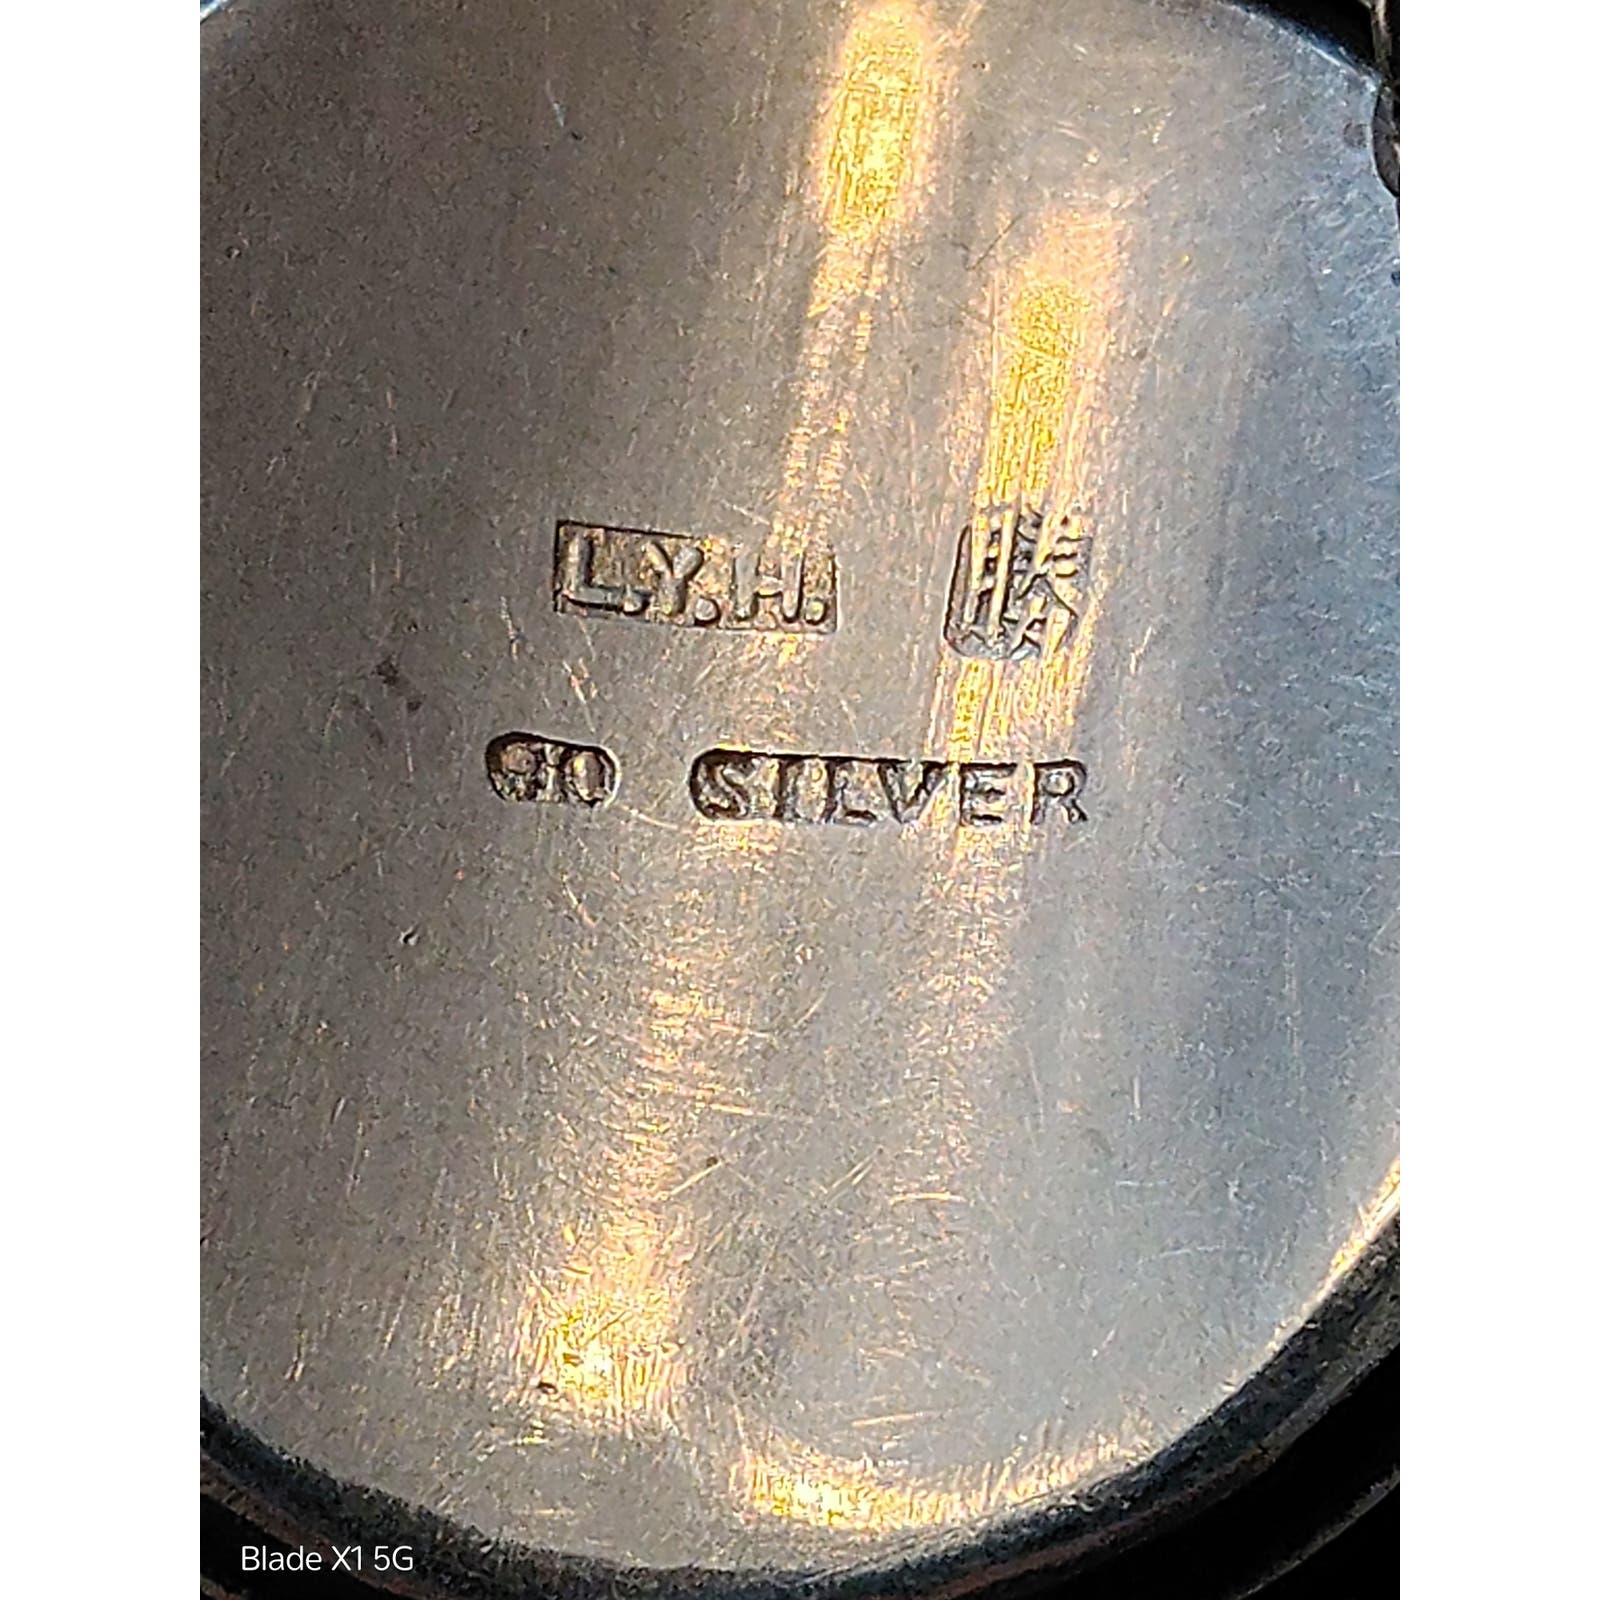 L.Y.H.
90 SILVER
Blade X1 5G